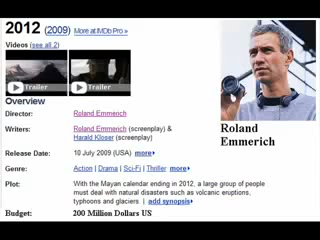 2012 (2009) More at IMDb Pro »
Videos (see all 2)
Trailer
Trailer
Overview
Director: Roland Emmerich
Writers: Roland Emmerich (screenplay) &
Harald Kloser (screenplay)
Release Date: 10 July 2009 (USA) more▸
Genre: Action | Drama | Sci-Fi | Thriller more▸
Plot: With the Mayan calendar ending in 2012, a large group of people
must deal with natural disasters such as volcanic eruptions,
typhoons and glaciers. | add synopsis▸
Budget: 200 Million Dollars US
Roland
Emmerich